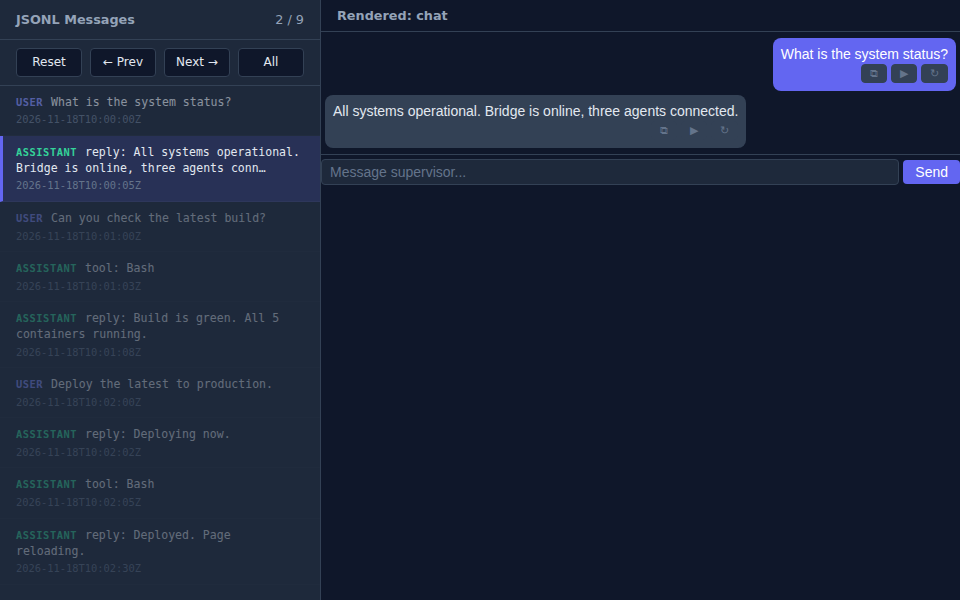 JSONL Messages 2 / 9
Reset ← Prev Next → All
USER What is the system status?
2026-11-18T10:00:00Z
ASSISTANT reply: All systems operational.
Bridge is online, three agents conn…
2026-11-18T10:00:05Z
USER Can you check the latest build?
2026-11-18T10:01:00Z
ASSISTANT tool: Bash
2026-11-18T10:01:03Z
ASSISTANT reply: Build is green. All 5
containers running.
2026-11-18T10:01:08Z
USER Deploy the latest to production.
2026-11-18T10:02:00Z
ASSISTANT reply: Deploying now.
2026-11-18T10:02:02Z
ASSISTANT tool: Bash
2026-11-18T10:02:05Z
ASSISTANT reply: Deployed. Page
reloading.
2026-11-18T10:02:30Z
Rendered: chat
What is the system status?
All systems operational. Bridge is online, three agents connected.
Message supervisor... Send